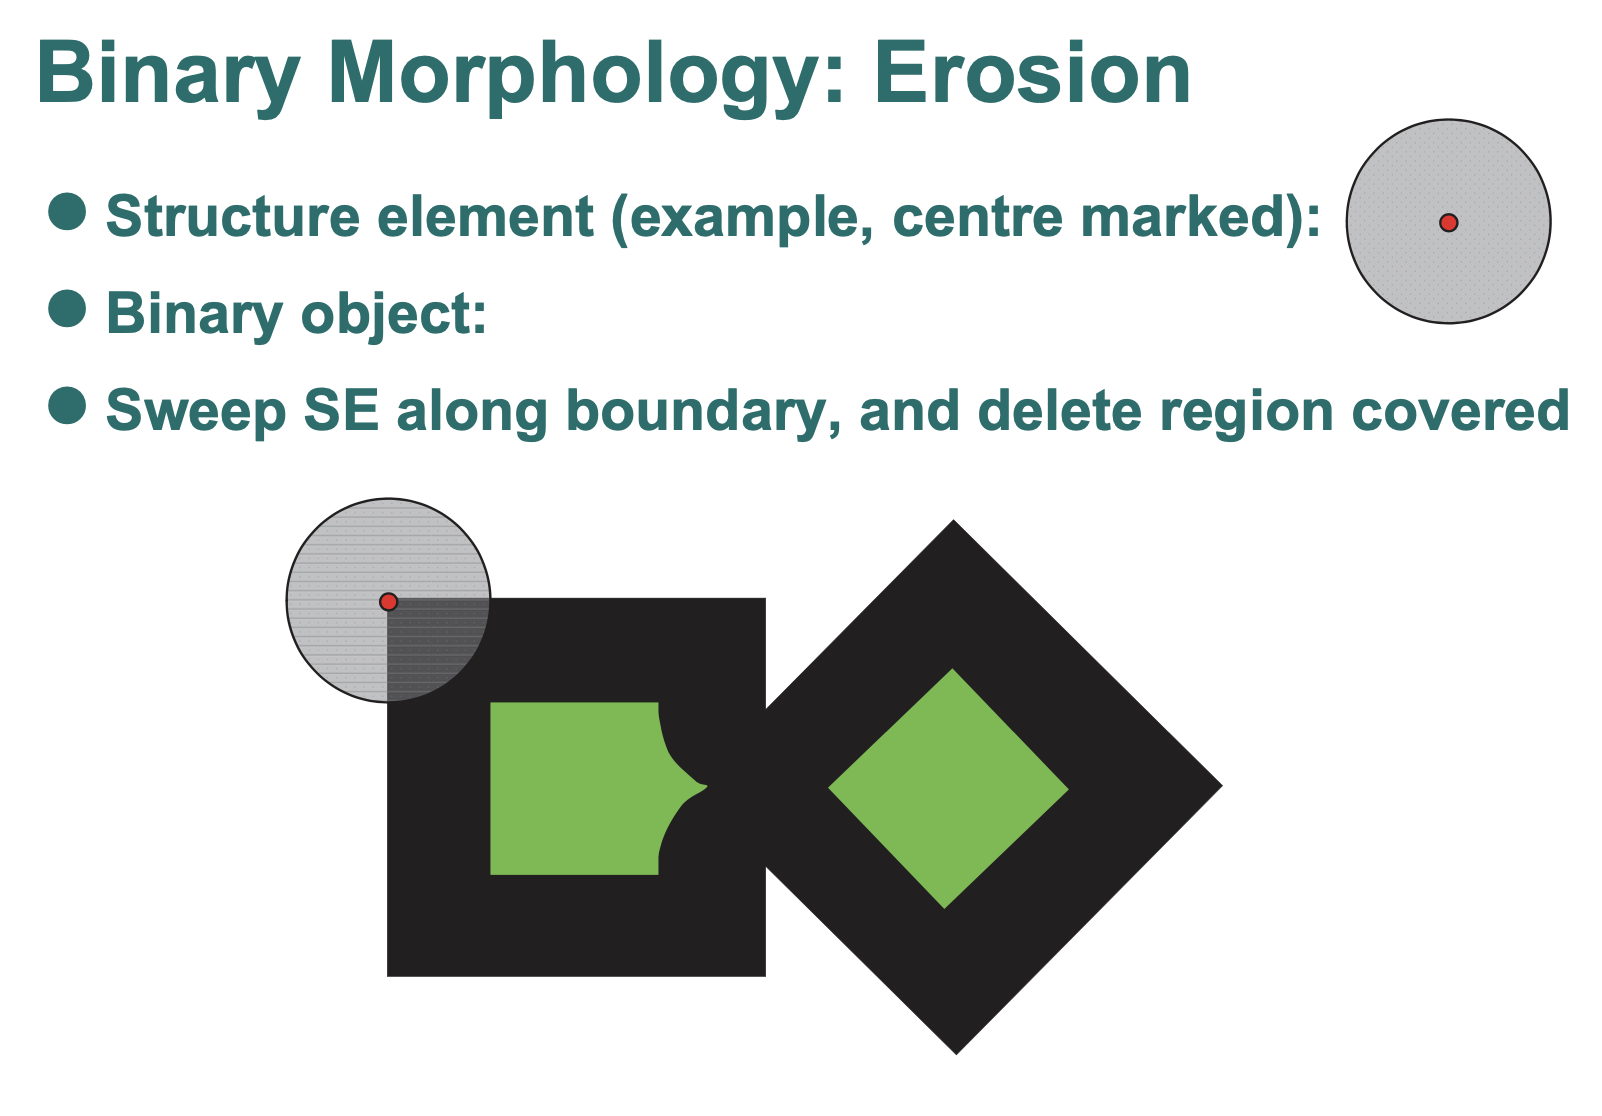 Binary Morphology: Erosion
● Structure element (example, centre marked):
● Binary object:
● Sweep SE along boundary, and delete region covered